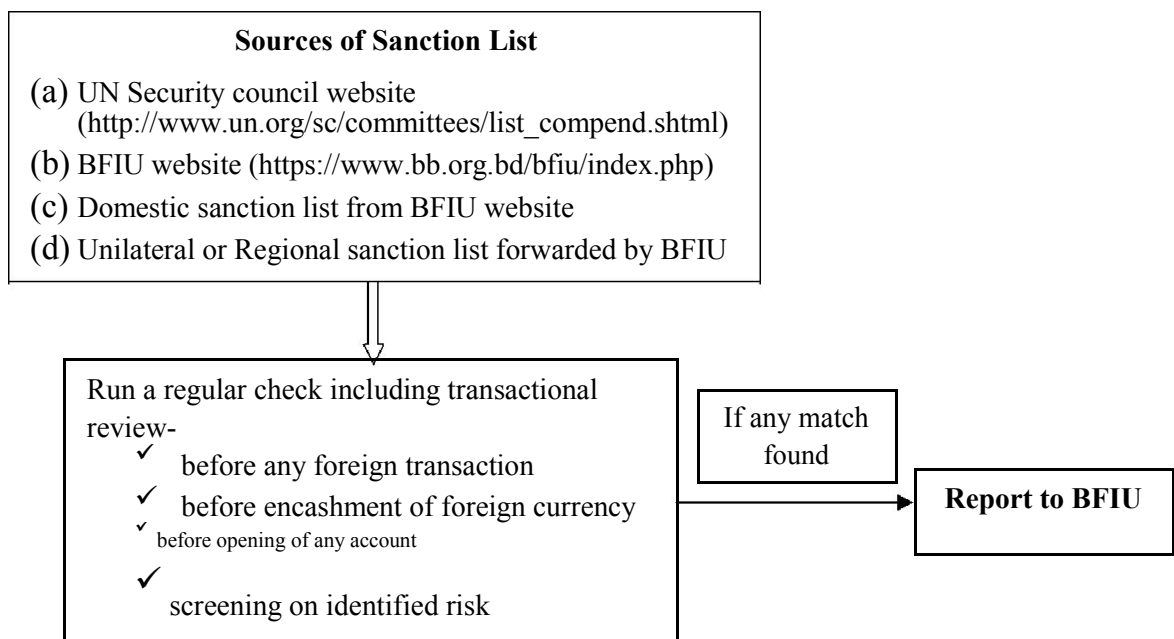 Sources of Sanction List
(a) UN Security council website
(http://www.un.org/sc/committees/list_compend.shtml)
(b) BFIU website (https://www.bb.org.bd/bfiu/index.php)
(c) Domestic sanction list from BFIU website
(d) Unilateral or Regional sanction list forwarded by BFIU
Run a regular check including transactional
review-
✓ before any foreign transaction
✓ before encashment of foreign currency
✓ before opening of any account
✓ screening on identified risk
If any match
found
Report to BFIU